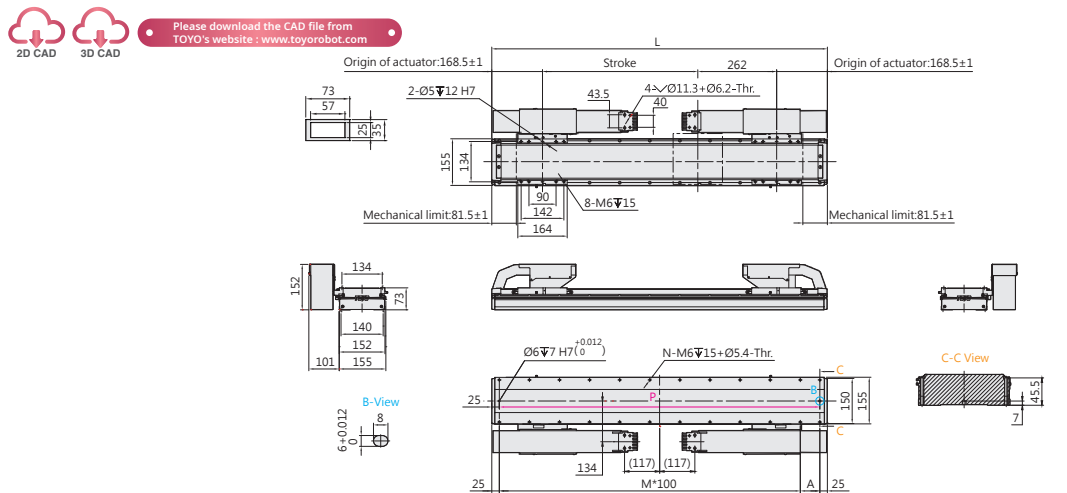 Please download the CAD file from
TOYO's website : www.toyorobot.com
2D CAD
3D CAD
L
Origin of actuator:168.5±1
Stroke
262
Origin of actuator:168.5±1
73
57
25
35
2-Ø5↧12 H7
43.5
4-⌵Ø11.3+Ø6.2-Thr.
40
155
134
90
142
164
8-M6↧15
Mechanical limit:81.5±1
Mechanical limit:81.5±1
152
134
73
140
152
101
155
Ø6↧7 H7(+0.012 0)
N-M6↧15+Ø5.4-Thr.
C
C-C View
B-View
8
6+0.012
0
25
P
B
150
155
45.5
7
C
134
(117)
(117)
25
M*100
A
25